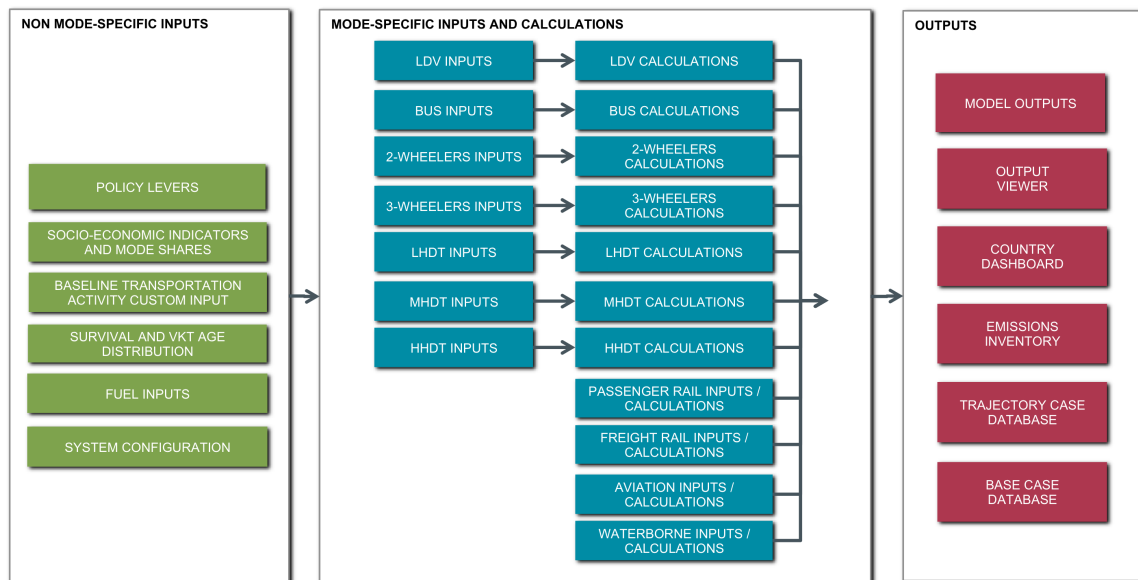 NON MODE-SPECIFIC INPUTS
POLICY LEVERS
SOCIO-ECONOMIC INDICATORS
AND MODE SHARES
BASELINE TRANSPORTATION
ACTIVITY CUSTOM INPUT
SURVIVAL AND VKT AGE
DISTRIBUTION
FUEL INPUTS
SYSTEM CONFIGURATION
MODE-SPECIFIC INPUTS AND CALCULATIONS
LDV INPUTS
LDV CALCULATIONS
BUS INPUTS
BUS CALCULATIONS
2-WHEELERS INPUTS
2-WHEELERS
CALCULATIONS
3-WHEELERS INPUTS
3-WHEELERS
CALCULATIONS
LHDT INPUTS
LHDT CALCULATIONS
MHDT INPUTS
MHDT CALCULATIONS
HHDT INPUTS
HHDT CALCULATIONS
PASSENGER RAIL INPUTS /
CALCULATIONS
FREIGHT RAIL INPUTS /
CALCULATIONS
AVIATION INPUTS /
CALCULATIONS
WATERBORNE INPUTS /
CALCULATIONS
OUTPUTS
MODEL OUTPUTS
OUTPUT
VIEWER
COUNTRY
DASHBOARD
EMISSIONS
INVENTORY
TRAJECTORY CASE
DATABASE
BASE CASE
DATABASE